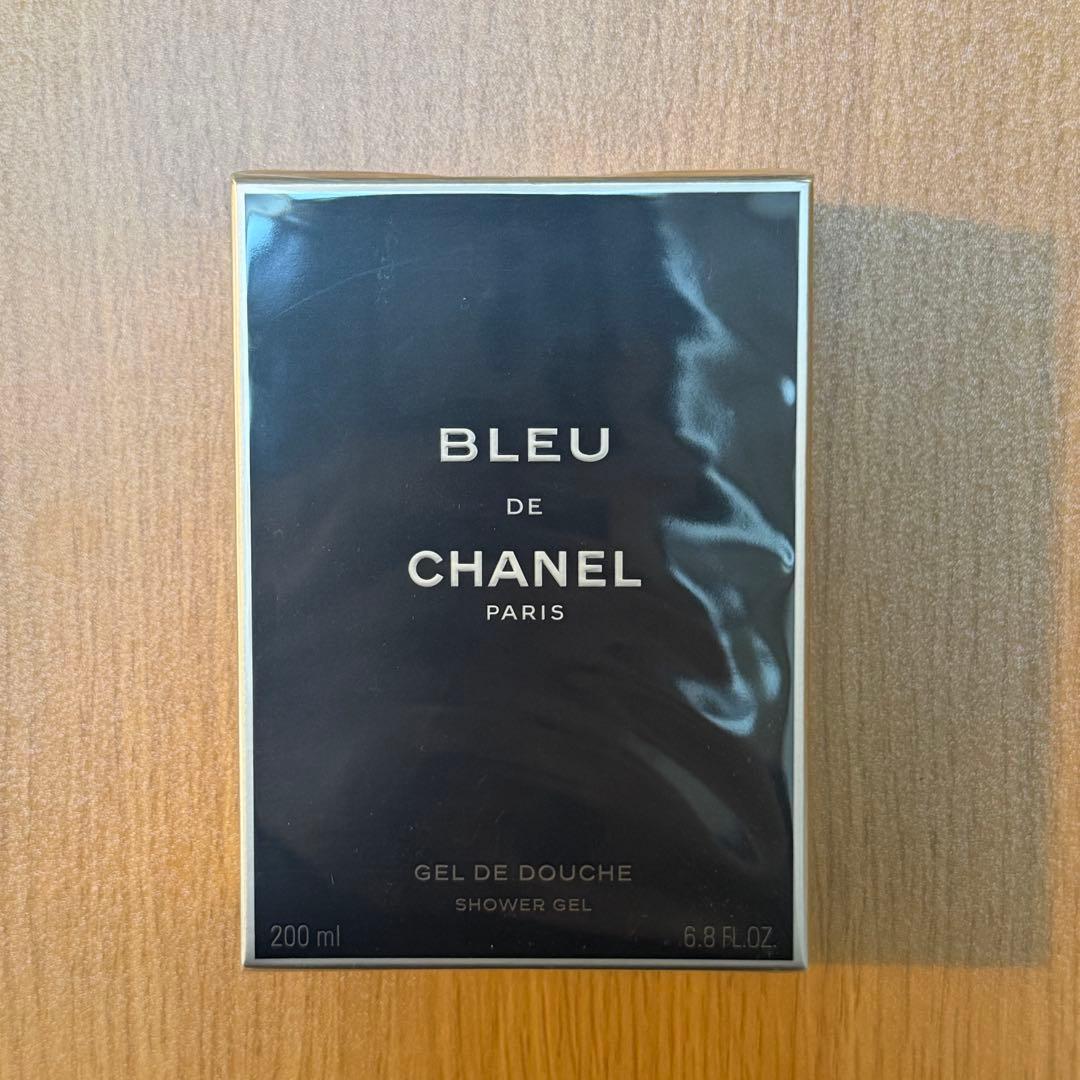 BLEU
DE
CHANEL
PARIS
GEL DE DOUCHE
SHOWER GEL
200 ml 6.8 FL.OZ.